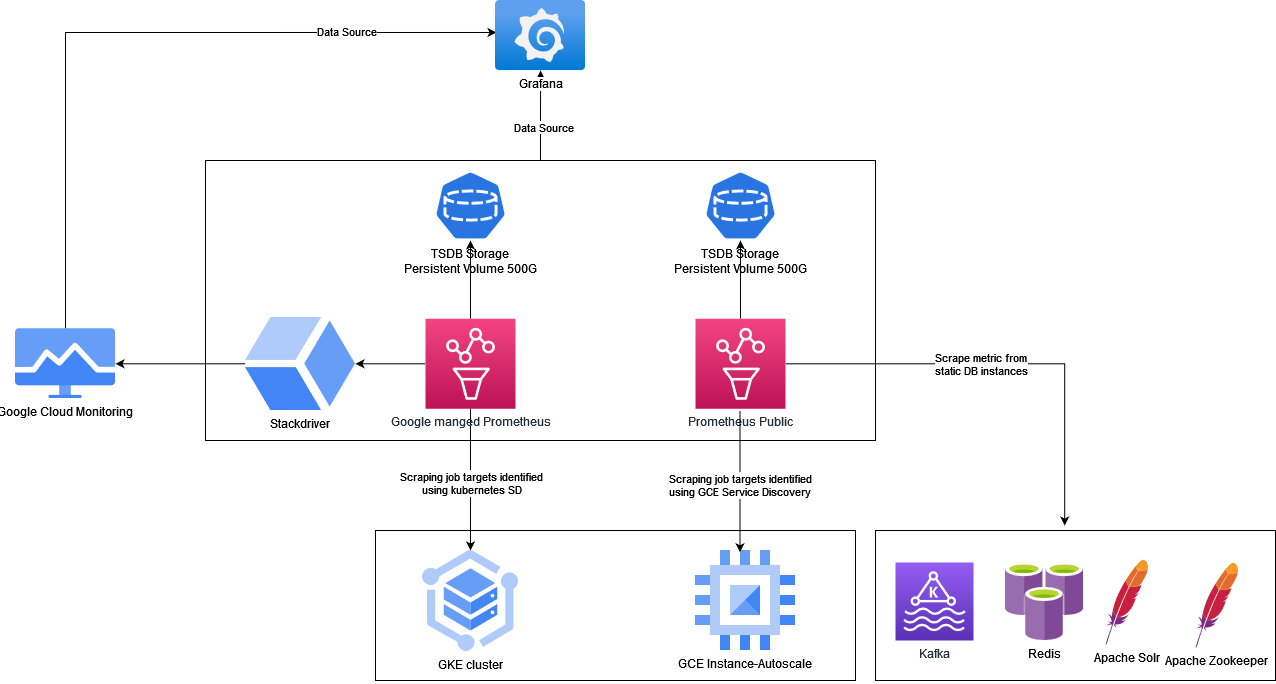 Data Source
Grafana
Data Source
TSDB Storage
Persistent Volume 500G
TSDB Storage
Persistent Volume 500G
Google Cloud Monitoring
Stackdriver
Google manged Prometheus
Prometheus Public
Scrape metric from
static DB instances
Scraping job targets identified
using kubernetes SD
Scraping job targets identified
using GCE Service Discovery
GKE cluster
GCE Instance-Autoscale
K
Kafka
Redis
Apache Solr
Apache Zookeeper